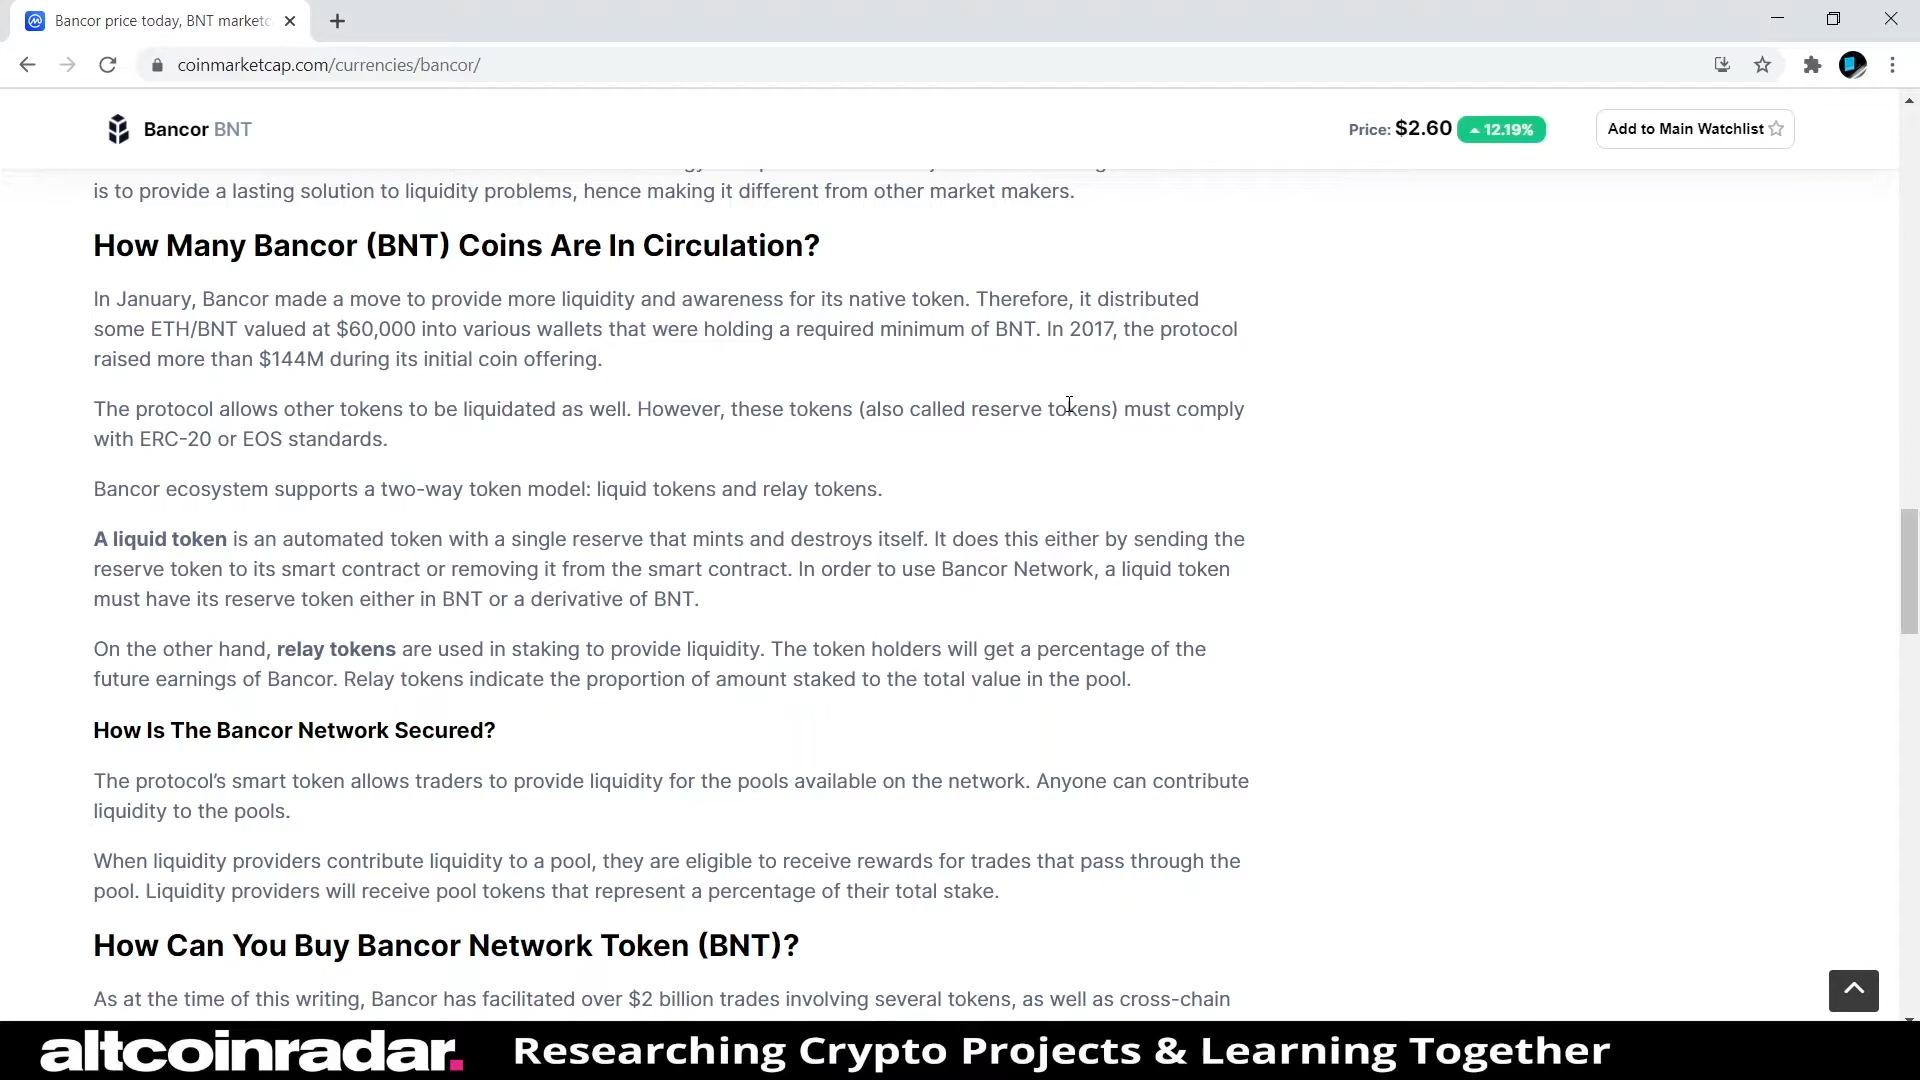 Bancor price today, BNT marketc
coinmarketcap.com/currencies/bancor/
Bancor BNT
Price: $2.60 12.19%
Add to Main Watchlist
is to provide a lasting solution to liquidity problems, hence making it different from other market makers.
How Many Bancor (BNT) Coins Are In Circulation?
In January, Bancor made a move to provide more liquidity and awareness for its native token. Therefore, it distributed
some ETH/BNT valued at $60,000 into various wallets that were holding a required minimum of BNT. In 2017, the protocol
raised more than $144M during its initial coin offering.
The protocol allows other tokens to be liquidated as well. However, these tokens (also called reserve tokens) must comply
with ERC-20 or EOS standards.
Bancor ecosystem supports a two-way token model: liquid tokens and relay tokens.
A liquid token is an automated token with a single reserve that mints and destroys itself. It does this either by sending the
reserve token to its smart contract or removing it from the smart contract. In order to use Bancor Network, a liquid token
must have its reserve token either in BNT or a derivative of BNT.
On the other hand, relay tokens are used in staking to provide liquidity. The token holders will get a percentage of the
future earnings of Bancor. Relay tokens indicate the proportion of amount staked to the total value in the pool.
How Is The Bancor Network Secured?
The protocol's smart token allows traders to provide liquidity for the pools available on the network. Anyone can contribute
liquidity to the pools.
When liquidity providers contribute liquidity to a pool, they are eligible to receive rewards for trades that pass through the
pool. Liquidity providers will receive pool tokens that represent a percentage of their total stake.
How Can You Buy Bancor Network Token (BNT)?
As at the time of this writing, Bancor has facilitated over $2 billion trades involving several tokens, as well as cross-chain
altcoinradar. Researching Crypto Projects & Learning Together